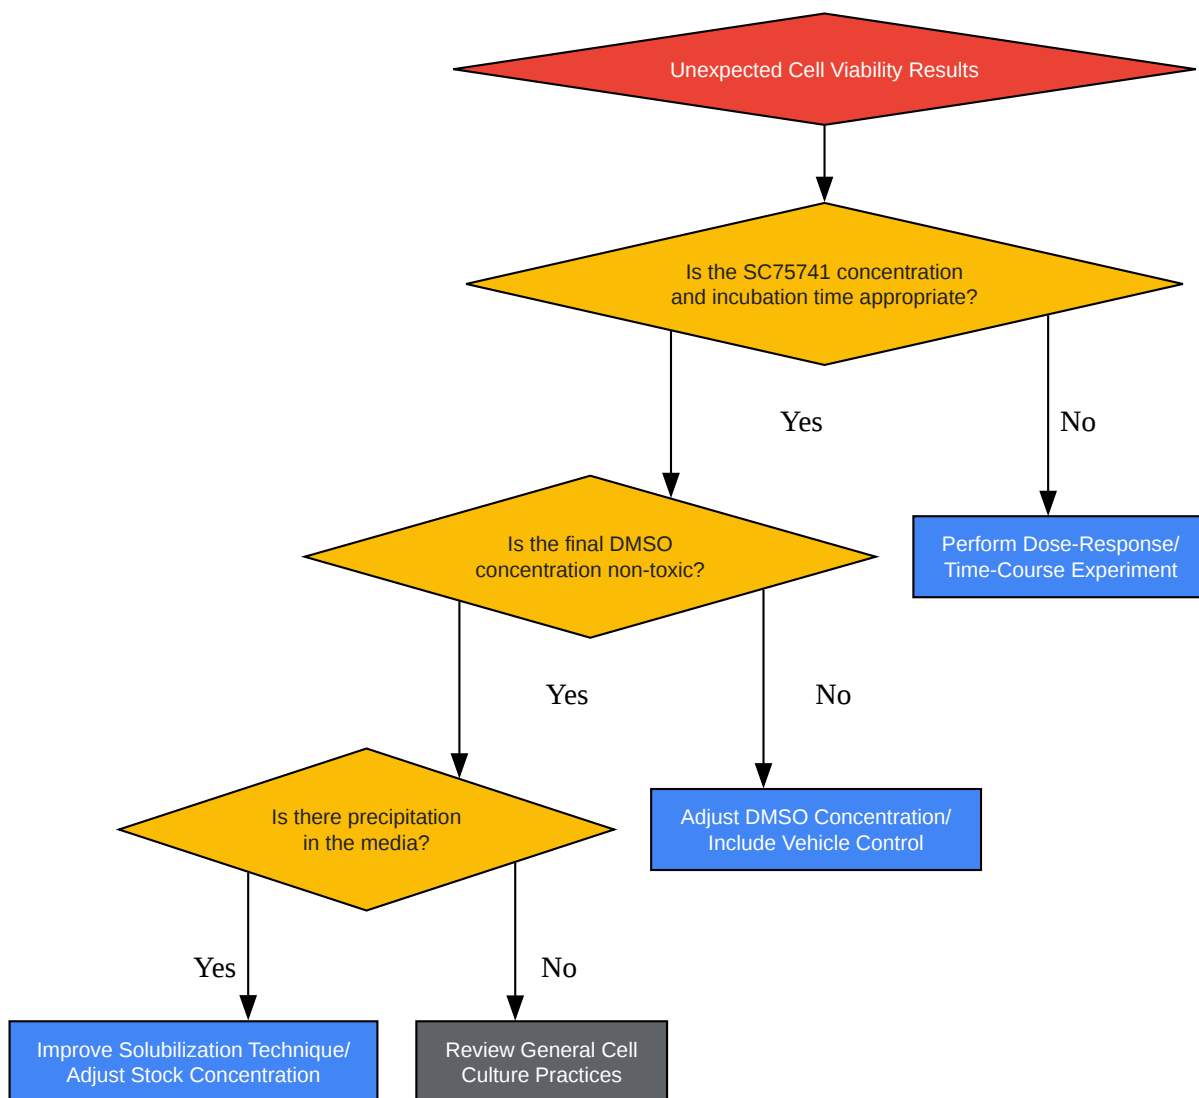 Unexpected Cell Viability Results
Is the SC75741 concentration
and incubation time appropriate?
Yes
No
Is the final DMSO
concentration non-toxic?
Perform Dose-Response/
Time-Course Experiment
Yes
No
Is there precipitation
in the media?
Adjust DMSO Concentration/
Include Vehicle Control
Yes
No
Improve Solubilization Technique/
Adjust Stock Concentration
Review General Cell
Culture Practices